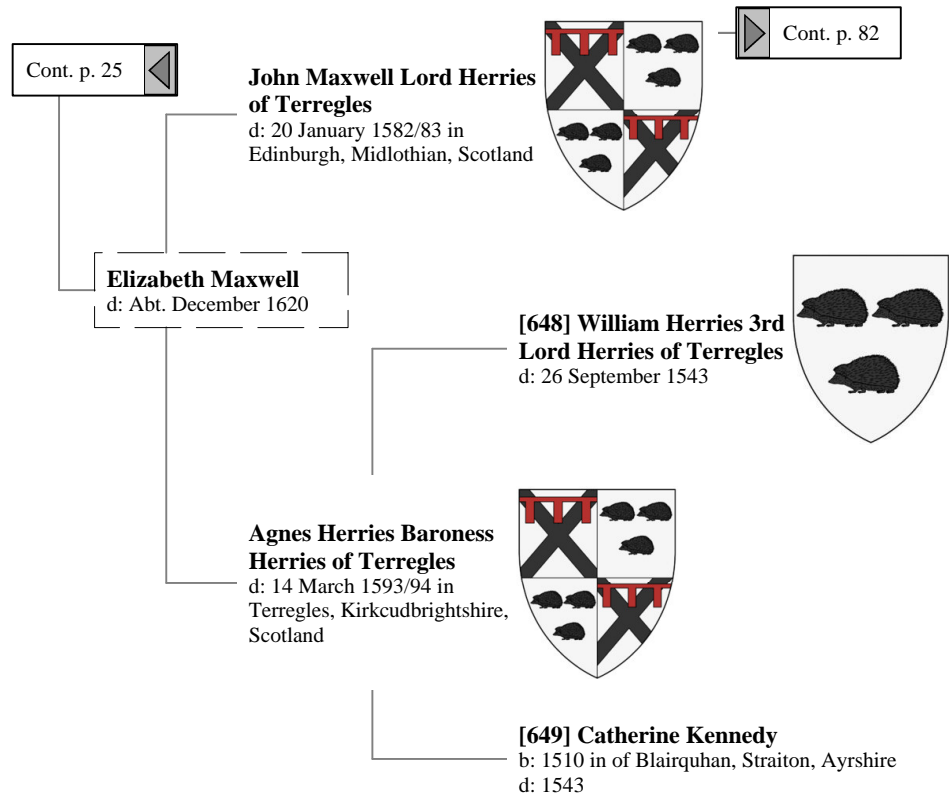 Cont. p. 25
Cont. p. 82
John Maxwell Lord Herries
of Terregles
d: 20 January 1582/83 in
Edinburgh, Midlothian, Scotland
Elizabeth Maxwell
d: Abt. December 1620
[648] William Herries 3rd
Lord Herries of Terregles
d: 26 September 1543
Agnes Herries Baroness
Herries of Terregles
d: 14 March 1593/94 in
Terregles, Kirkcudbrightshire,
Scotland
[649] Catherine Kennedy
b: 1510 in of Blairquhan, Straiton, Ayrshire
d: 1543